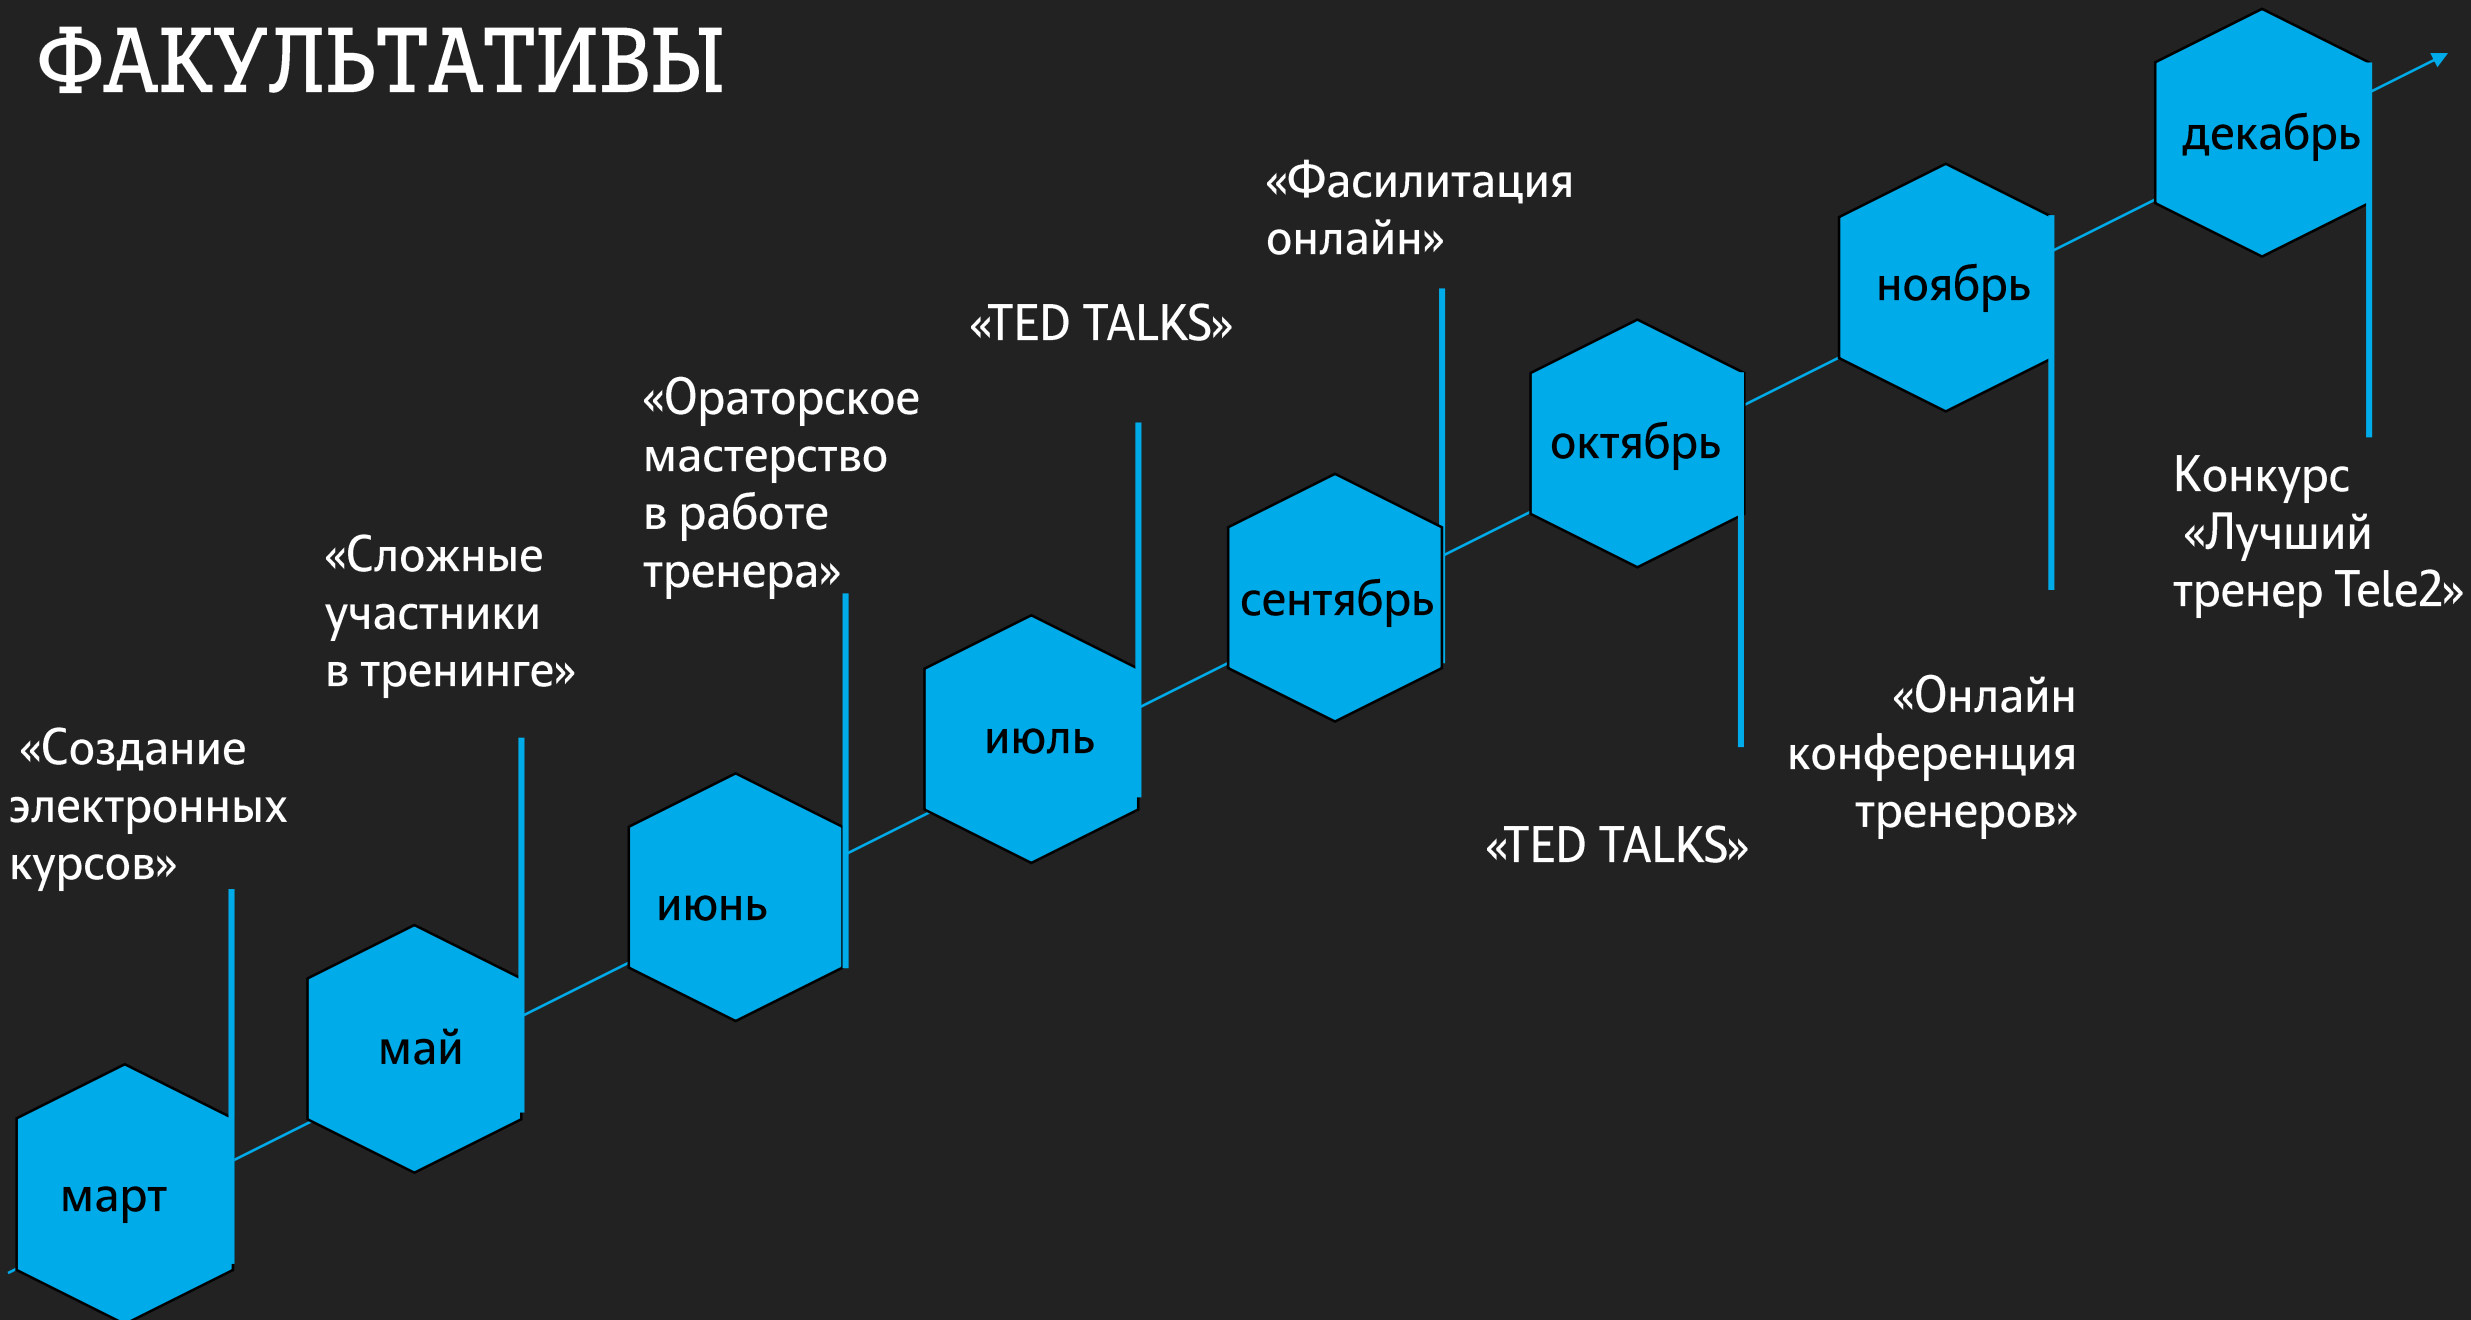 ФАКУЛЬТАТИВЫ
«Создание
электронных
курсов»
март
«Сложные
участники
в тренинге»
май
«Ораторское
мастерство
в работе
тренера»
июнь
«TED TALKS»
июль
«Фасилитация
онлайн»
сентябрь
октябрь
«TED TALKS»
ноябрь
«Онлайн
конференция
тренеров»
декабрь
Конкурс
«Лучший
тренер Tele2»